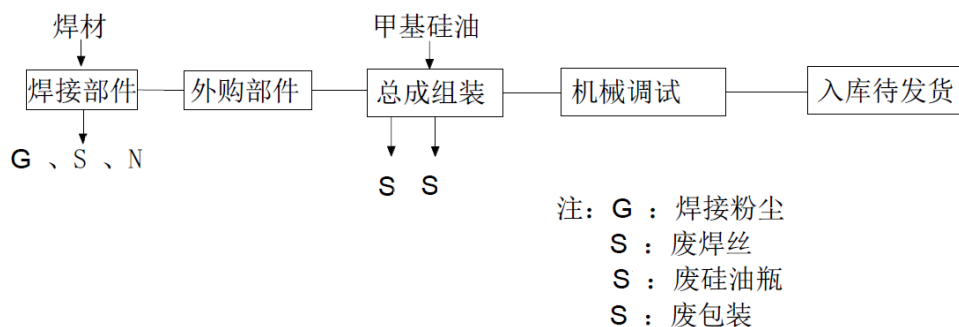 焊材 甲基硅油
焊接部件 外购部件 总成组装 机械调试 入库待发货
G 、S 、N
S S
注：G ：焊接粉尘
S ：废焊丝
S ：废硅油瓶
S ：废包装